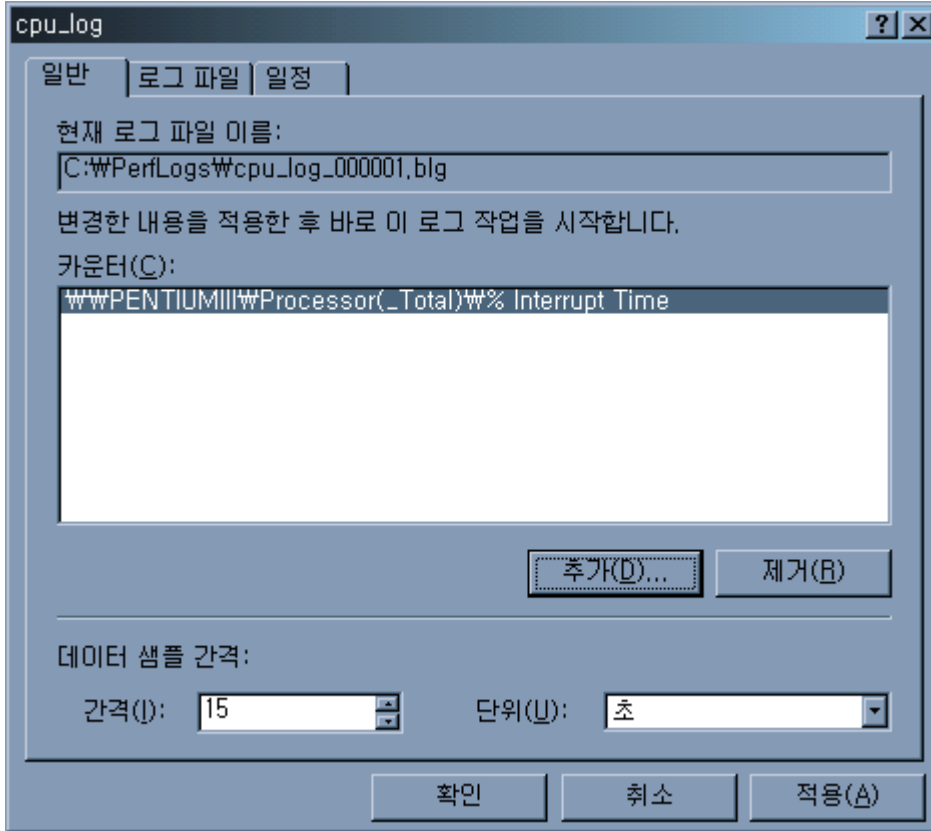 cpu_log
일반 로그 파일 일정
현재 로그 파일 이름:
C:₩PerfLogs₩cpu_log_000001.blg
변경한 내용을 적용한 후 바로 이 로그 작업을 시작합니다.
카운터(C):
₩₩PENTIUMIII₩Processor(_Total)₩% Interrupt Time
추가(D)... 제거(R)
데이터 샘플 간격:
간격(I): 15 단위(U): 초
확인 취소 적용(A)